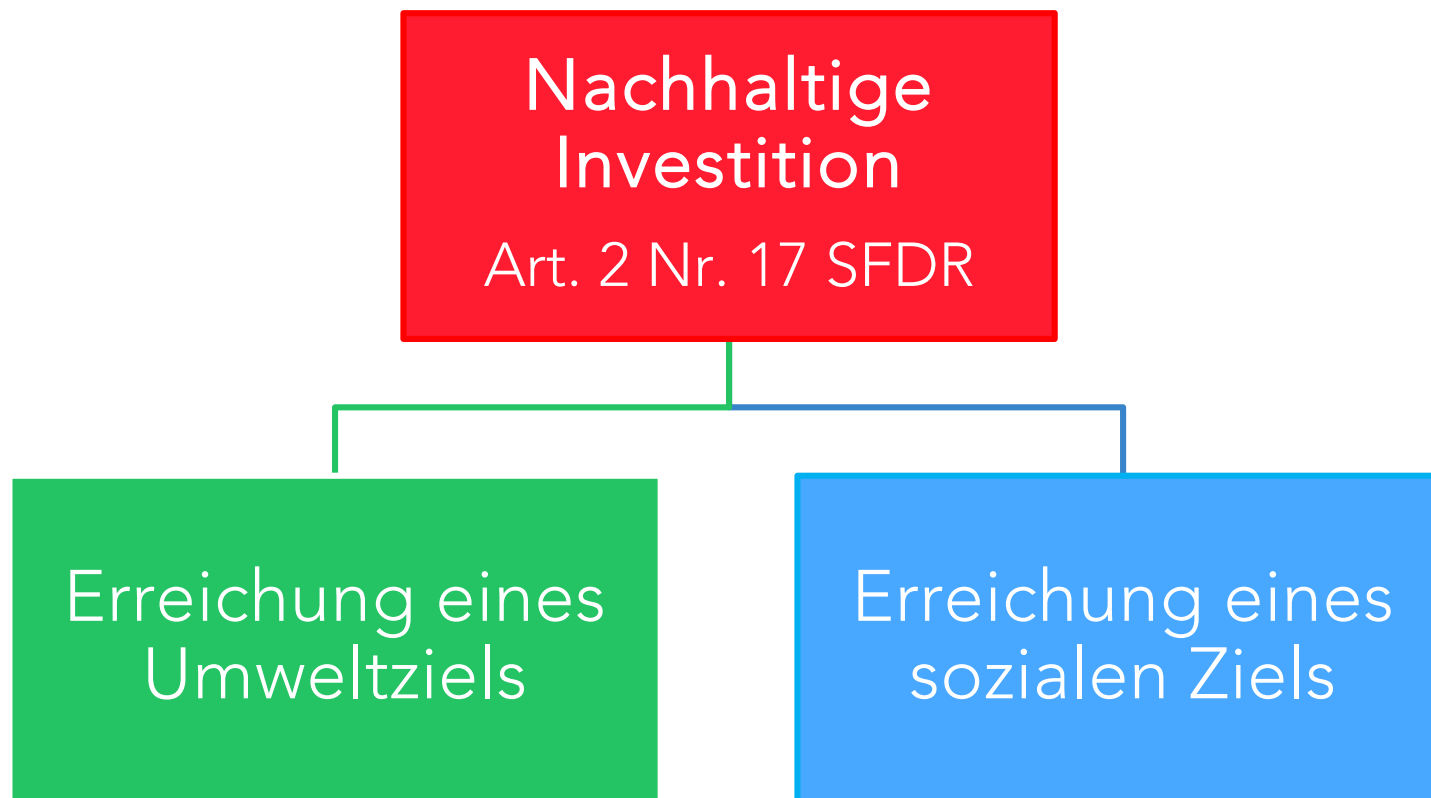 Nachhaltige
Investition
Art. 2 Nr. 17 SFDR
Erreichung eines
Umweltziels
Erreichung eines
sozialen Ziels